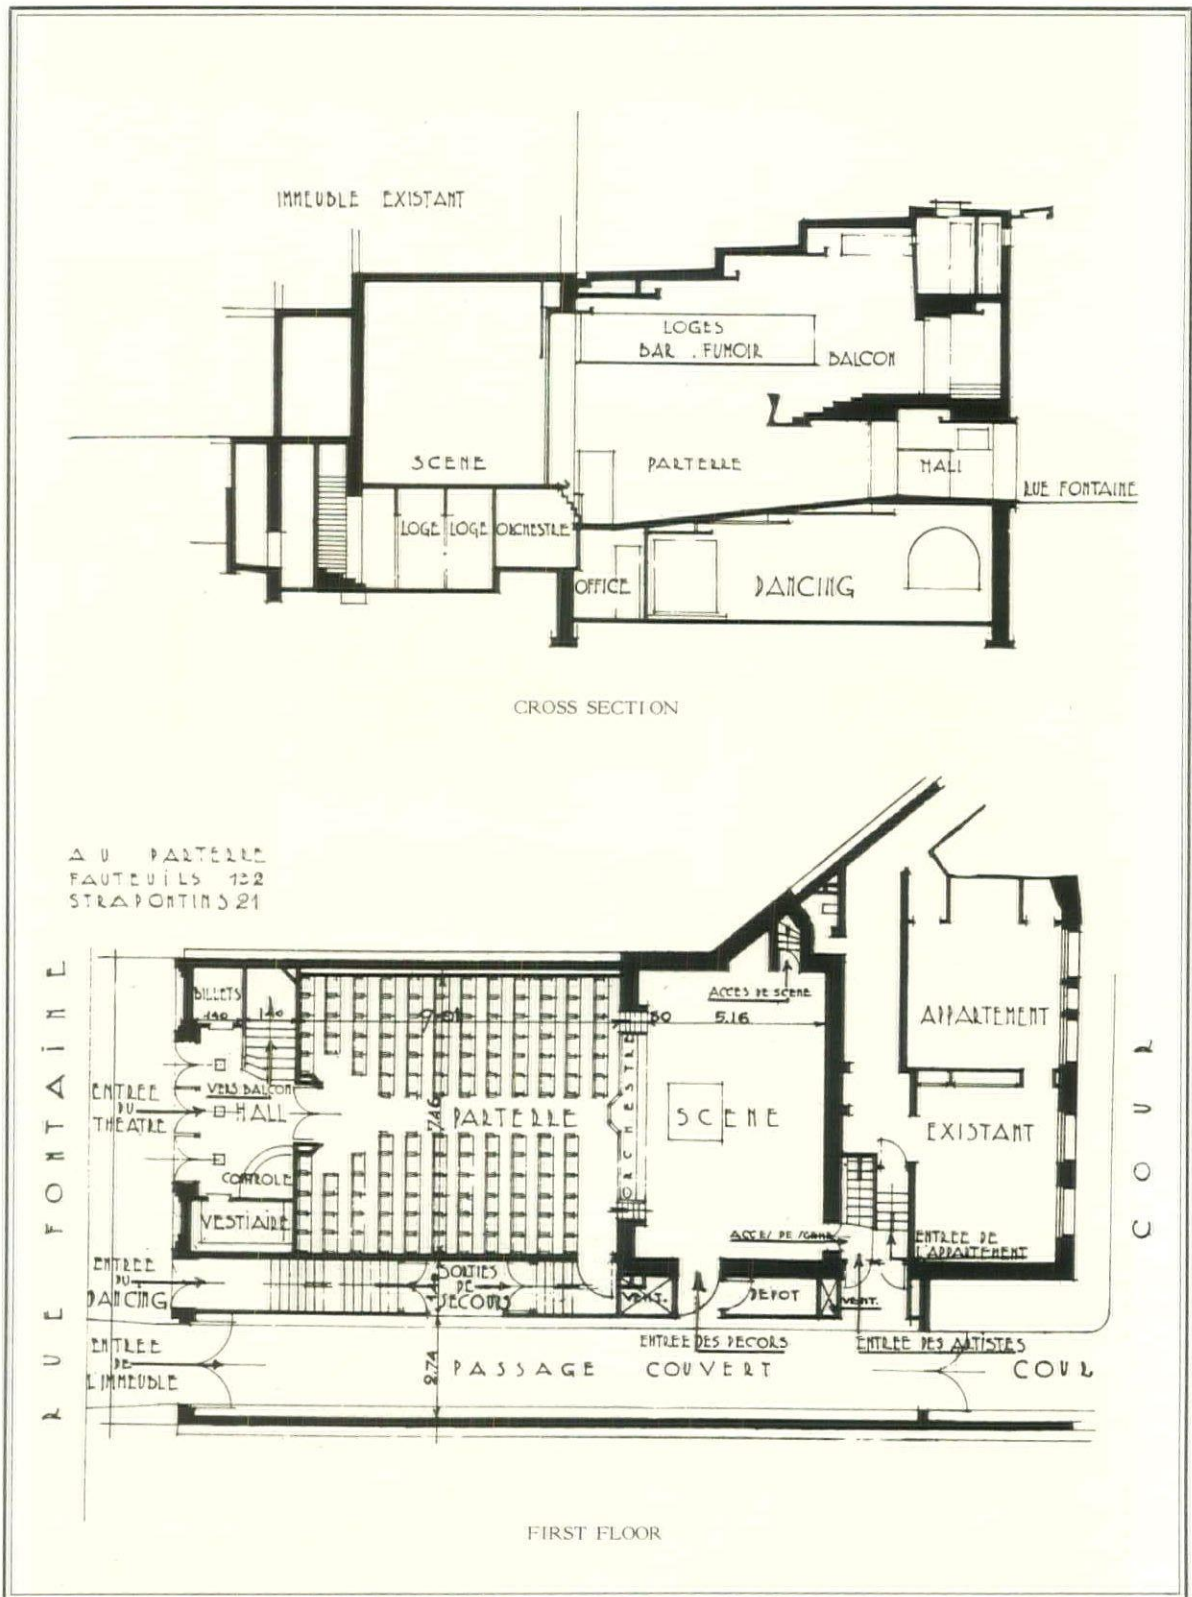 IMMEUBLE EXISTANT
LOGES
BAR . FUMOIR
BALCON
SCENE
PARTERRE
HALL
RUE FONTAINE
LOGE LOGE ORCHESTRE
OFFICE
DANCING
CROSS SECTION
AU PARTERRE
FAUTEUILS 132
STRAPONTINS 21
RUE FONTAINE
BILLETS
140
ACCES DE SCENE
50 5.16
APPARTEMENT
VERS BALCON
ENTREE
DU
THEATRE
HALL
7.46
PARTERRE
ORCHESTRE
SCENE
EXISTANT
COUR
CONTROLE
VESTIAIRE
ACCES DE SCENE
ENTREE DE
L'APPARTEMENT
ENTREE
DU
DANCING
SORTIES
DE
SECOURS
VENT.
DEPOT
VENT.
ENTREE DES DECORS
ENTREE DES ARTISTES
ENTREE
DE
L'IMMEUBLE
2.74
PASSAGE COUVERT
COUR
FIRST FLOOR